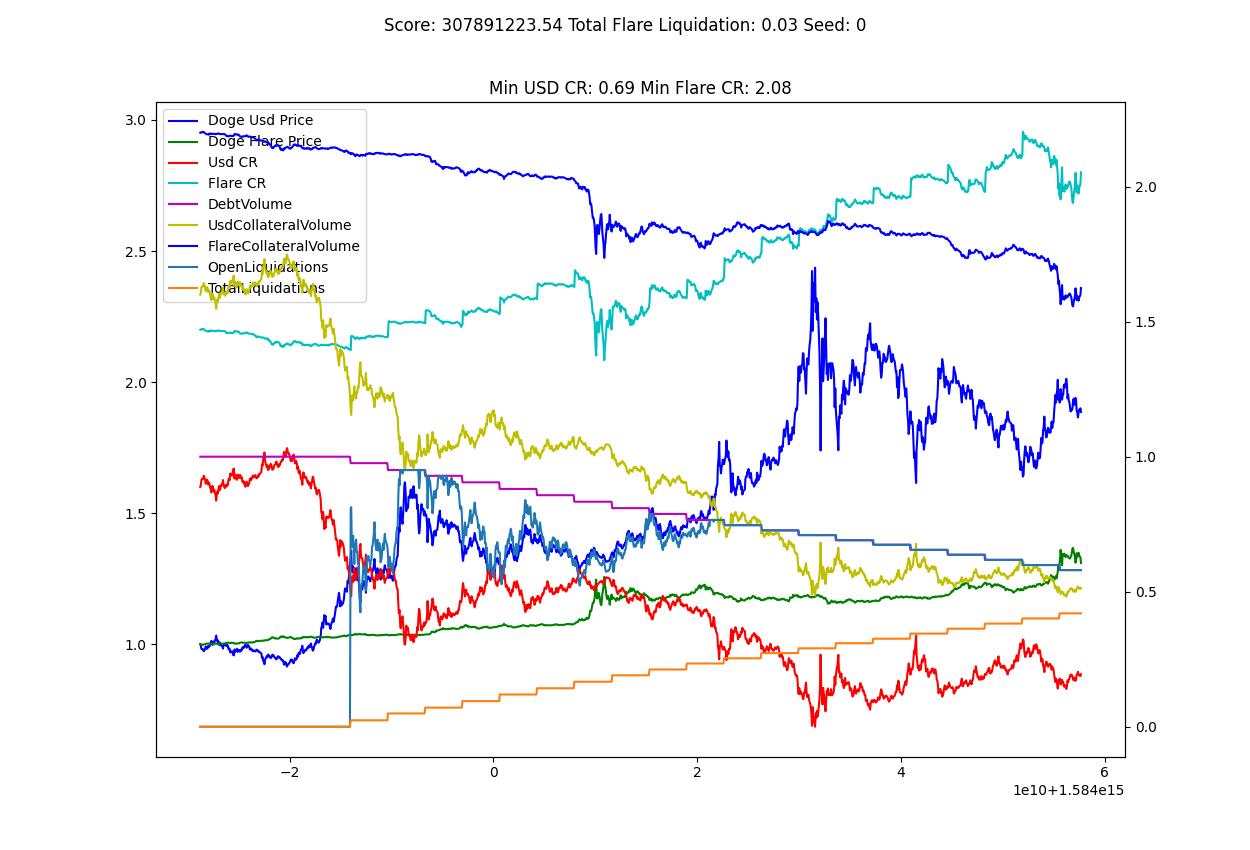 Score: 307891223.54 Total Flare Liquidation: 0.03 Seed: 0
Min USD CR: 0.69 Min Flare CR: 2.08
Doge Usd Price
Doge Flare Price
Usd CR
Flare CR
DebtVolume
UsdCollateralVolume
FlareCollateralVolume
OpenLiquidations
TotalLiquidations
3.0
2.5
2.0
1.5
1.0
2.0
1.5
1.0
0.5
0.0
−2
0
2
4
6
1e10+1.584e15